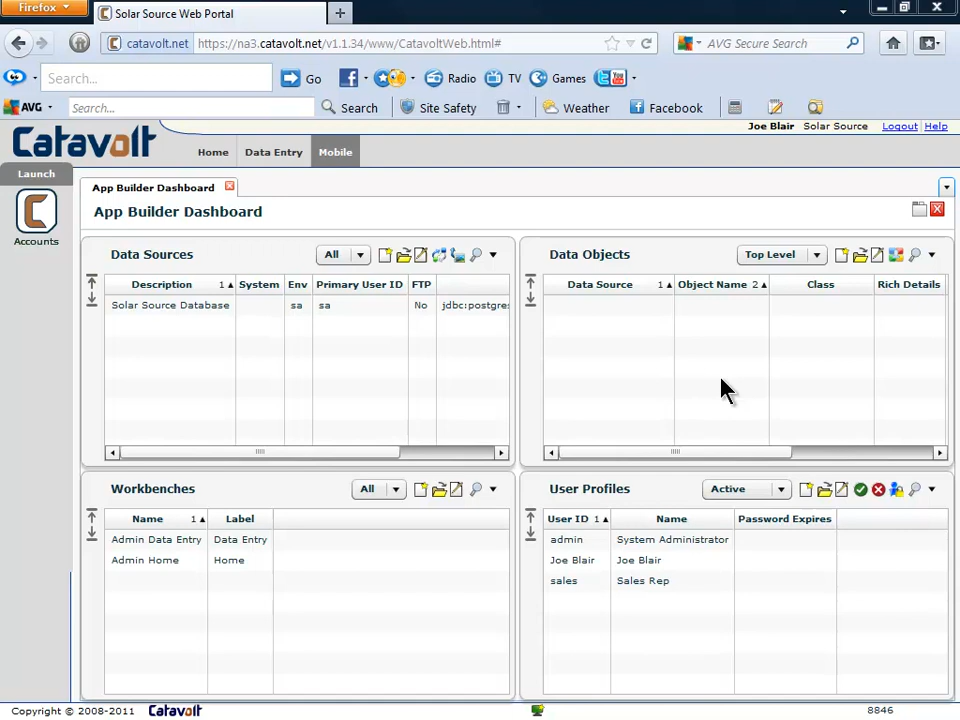 Firefox
Solar Source Web Portal
catavolt.net
https://na3.catavolt.net/v1.1.34/www/CatavoltWeb.html#
AVG Secure Search
Search...
Go
Radio
TV
Games
AVG
Search...
Search
Site Safety
Weather
Facebook
Joe Blair
Solar Source
Logout
Help
Catavolt
Home
Data Entry
Mobile
Launch
Accounts
App Builder Dashboard
App Builder Dashboard
Data Sources
All
Description 1
System
Env
Primary User ID
FTP
Solar Source Database
sa
sa
No
jdbc:postgre
Data Objects
Top Level
Data Source 1
Object Name 2
Class
Rich Details
Workbenches
All
Name 1
Label
Admin Data Entry
Data Entry
Admin Home
Home
User Profiles
Active
User ID 1
Name
Password Expires
admin
System Administrator
Joe Blair
Joe Blair
sales
Sales Rep
Copyright © 2008-2011
Catavolt
8846